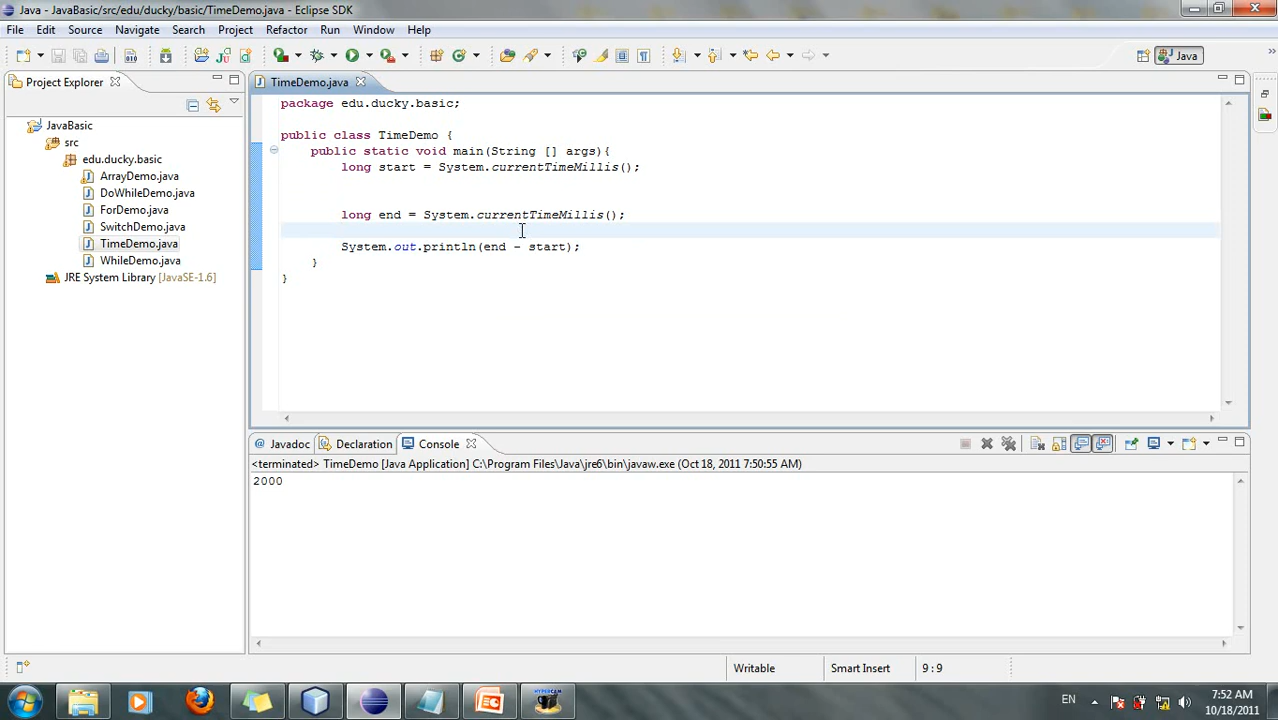 Java - JavaBasic/src/edu/ducky/basic/TimeDemo.java - Eclipse SDK
File Edit Source Navigate Search Project Refactor Run Window Help
Java
Project Explorer
JavaBasic
src
edu.ducky.basic
ArrayDemo.java
DoWhileDemo.java
ForDemo.java
SwitchDemo.java
TimeDemo.java
WhileDemo.java
JRE System Library [JavaSE-1.6]
TimeDemo.java
package edu.ducky.basic;
public class TimeDemo {
public static void main(String [] args){
long start = System.currentTimeMillis();
long end = System.currentTimeMillis();
System.out.println(end - start);
}
}
@ Javadoc Declaration Console
<terminated> TimeDemo [Java Application] C:\Program Files\Java\jre6\bin\javaw.exe (Oct 18, 2011 7:50:55 AM)
2000
Writable Smart Insert 9 : 9
EN 7:52 AM
10/18/2011